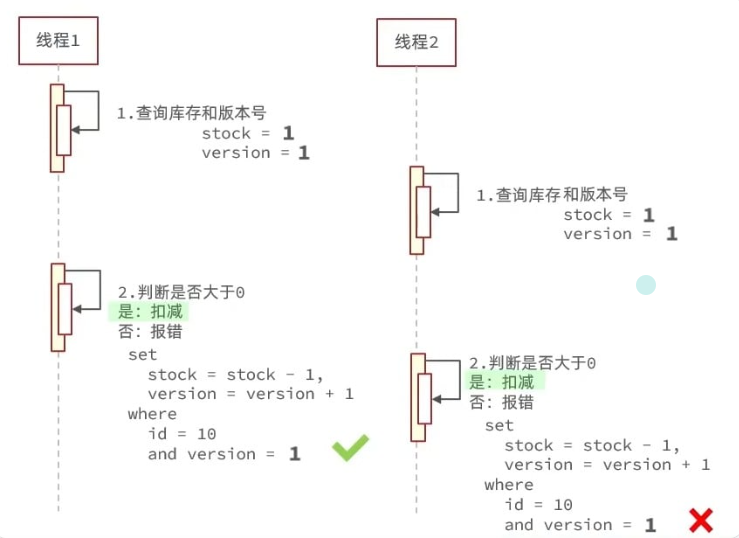 线程1
1.查询库存和版本号
stock = 1
version = 1
2.判断是否大于0
是：扣减
否：报错
set
stock = stock - 1,
version = version + 1
where
id = 10
and version = 1
线程2
1.查询库存和版本号
stock = 1
version = 1
2.判断是否大于0
是：扣减
否：报错
set
stock = stock - 1,
version = version + 1
where
id = 10
and version = 1